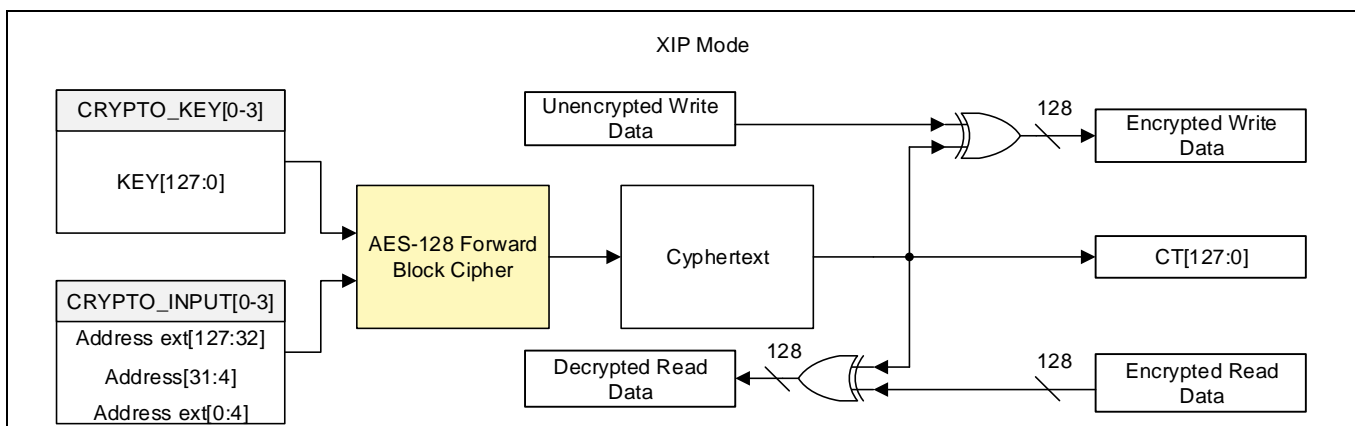 XIP Mode
CRYPTO_KEY[0-3]
KEY[127:0]
CRYPTO_INPUT[0-3]
Address ext[127:32]
Address[31:4]
Address ext[0:4]
AES-128 Forward
Block Cipher
Cyphertext
Unencrypted Write
Data
128
Encrypted Write
Data
CT[127:0]
Decrypted Read
Data
128
128
Encrypted Read
Data